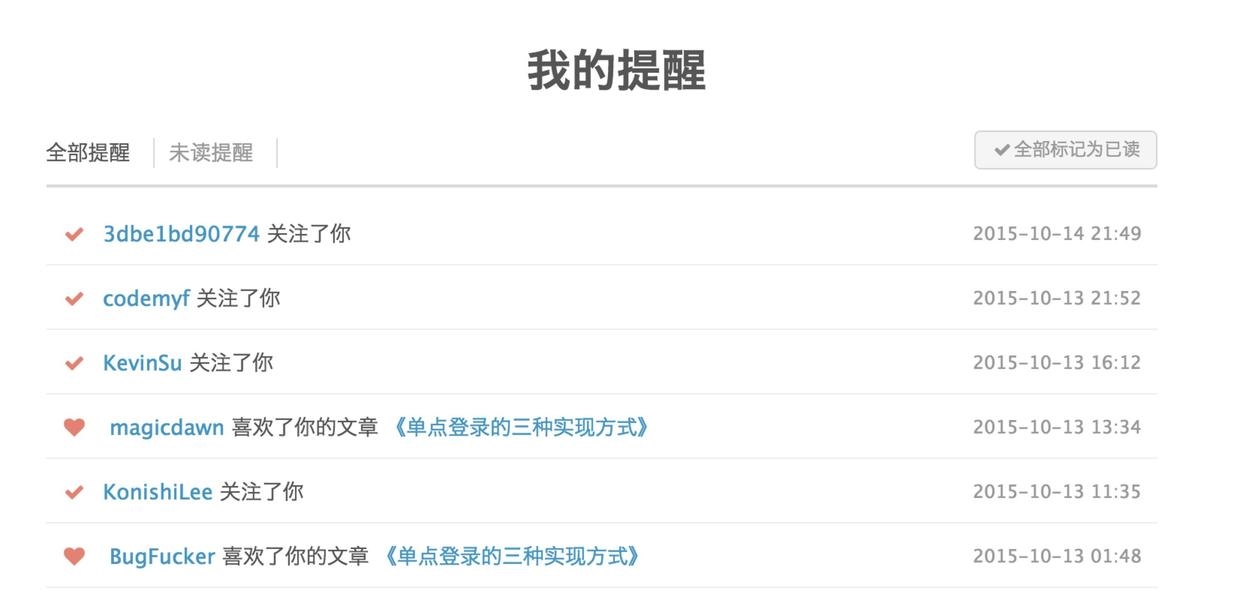 我的提醒
全部提醒 未读提醒 全部标记为已读
3dbe1bd90774 关注了你 2015-10-14 21:49
codemyf 关注了你 2015-10-13 21:52
KevinSu 关注了你 2015-10-13 16:12
magicdawn 喜欢了你的文章 《单点登录的三种实现方式》 2015-10-13 13:34
KonishiLee 关注了你 2015-10-13 11:35
BugFucker 喜欢了你的文章 《单点登录的三种实现方式》 2015-10-13 01:48